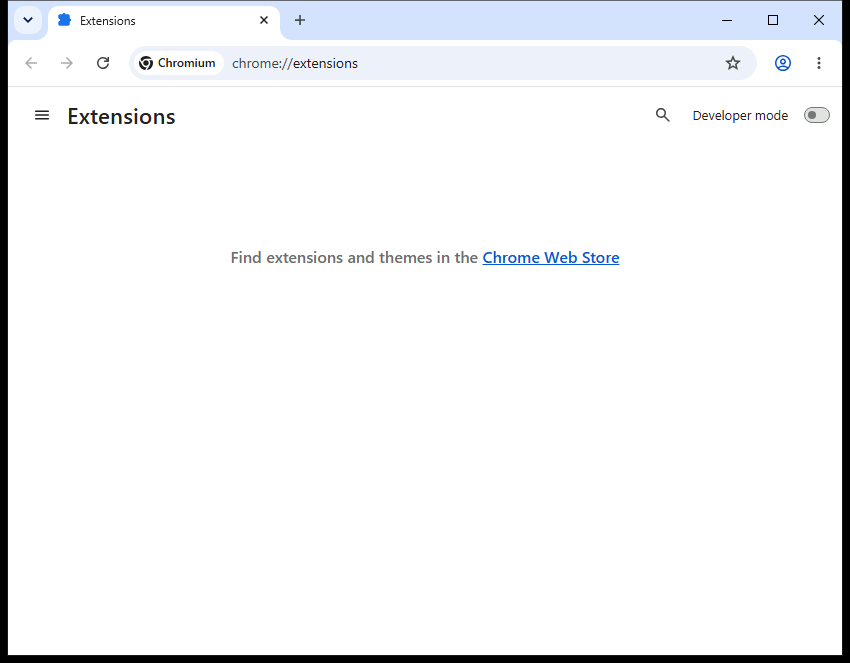 Extensions
Chromium
chrome://extensions
Extensions
Developer mode
Find extensions and themes in the Chrome Web Store